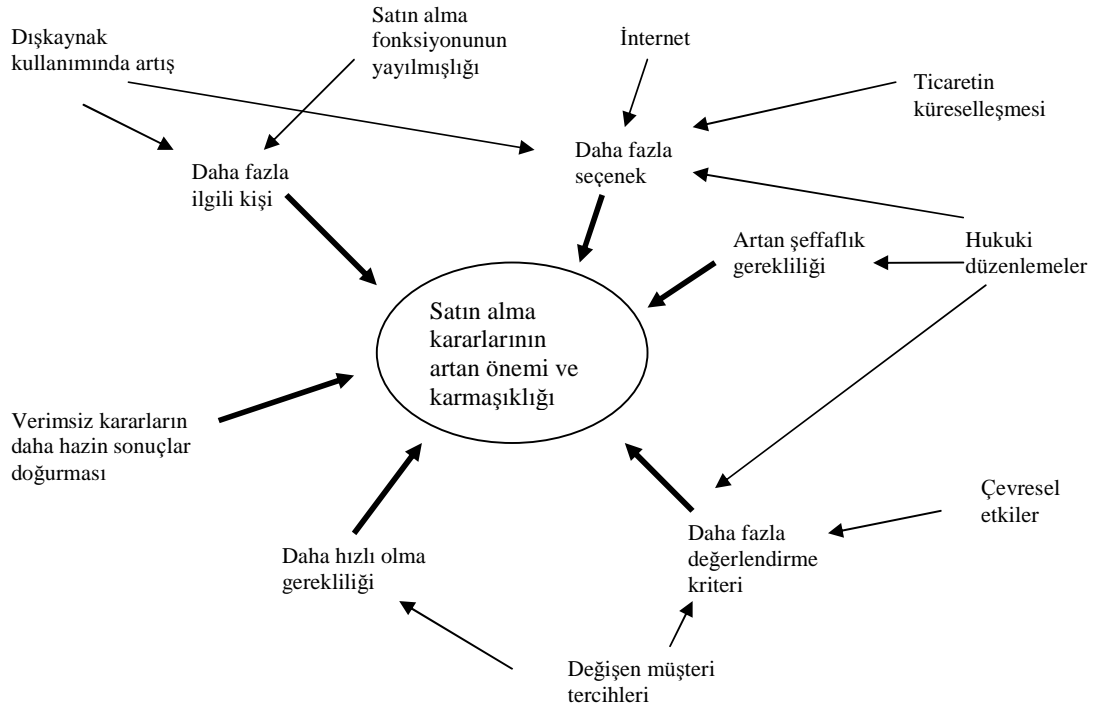 Dışkaynak
kullanımında artış
Satın alma
fonksiyonunun
yayılmışlığı
İnternet
Ticaretin
küreselleşmesi
Daha fazla
ilgili kişi
Daha fazla
seçenek
Artan şeffaflık
gerekliliği
Hukuki
düzenlemeler
Satın alma
kararlarının
artan önemi ve
karmaşıklığı
Verimsiz kararların
daha hazin sonuçlar
doğurması
Daha hızlı olma
gerekliliği
Daha fazla
değerlendirme
kriteri
Çevresel
etkiler
Değişen müşteri
tercihleri